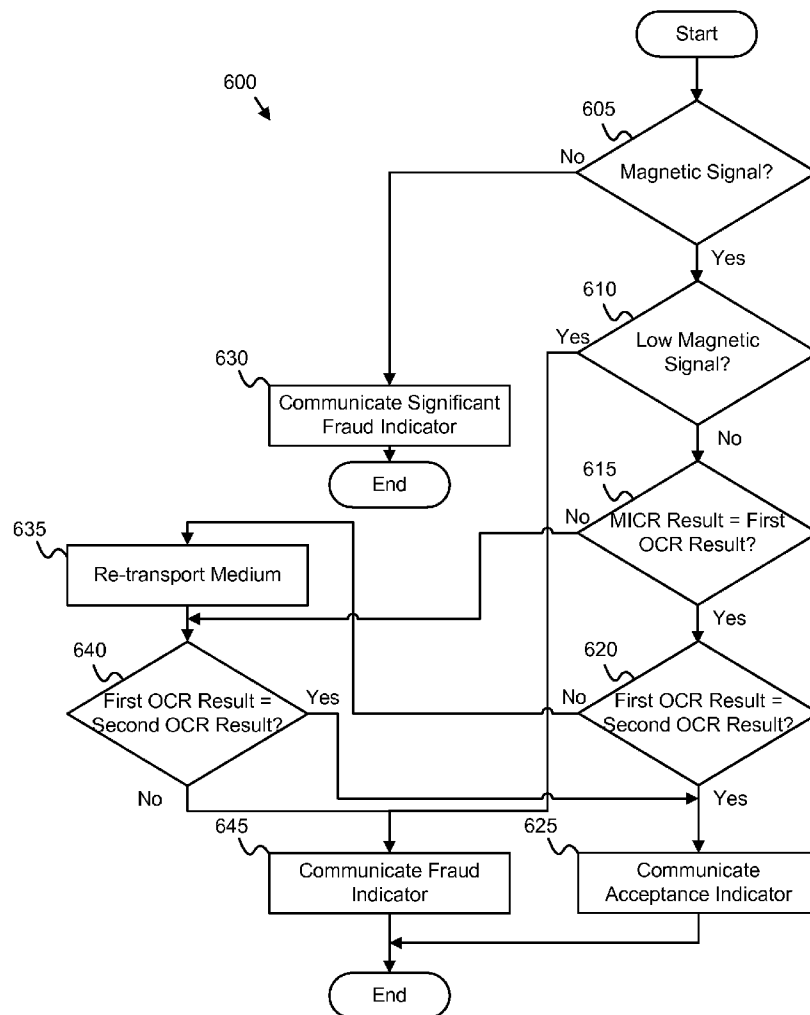 Start
600
605
No
Magnetic Signal?
Yes
610
Yes
Low Magnetic
Signal?
630
Communicate Significant
Fraud Indicator
No
End
615
No
MICR Result = First
OCR Result?
635
Re-transport Medium
Yes
640
First OCR Result =
Second OCR Result?
Yes
620
No
First OCR Result =
Second OCR Result?
No
Yes
645
Communicate Fraud
Indicator
625
Communicate
Acceptance Indicator
End